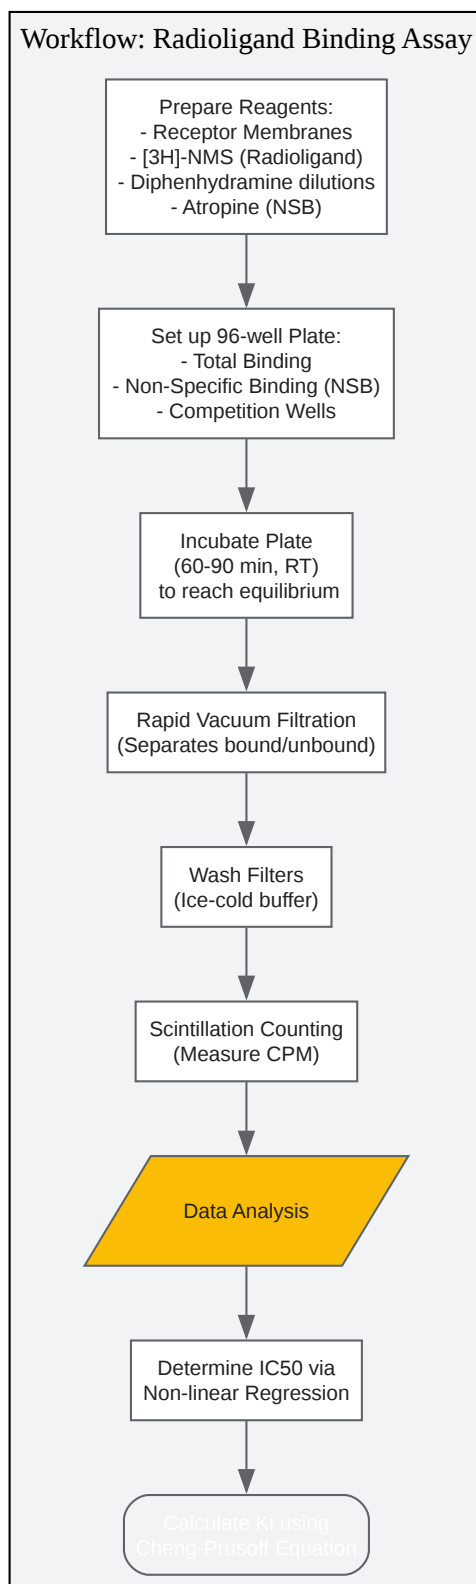 Workflow: Radioligand Binding Assay
Prepare Reagents:
- Receptor Membranes
- [3H]-NMS (Radioligand)
- Diphenhydramine dilutions
- Atropine (NSB)
Set up 96-well Plate:
- Total Binding
- Non-Specific Binding (NSB)
- Competition Wells
Incubate Plate
(60-90 min, RT)
to reach equilibrium
Rapid Vacuum Filtration
(Separates bound/unbound)
Wash Filters
(Ice-cold buffer)
Scintillation Counting
(Measure CPM)
Data Analysis
Determine IC50 via
Non-linear Regression
Calculate Ki using
Cheng-Prusoff Equation